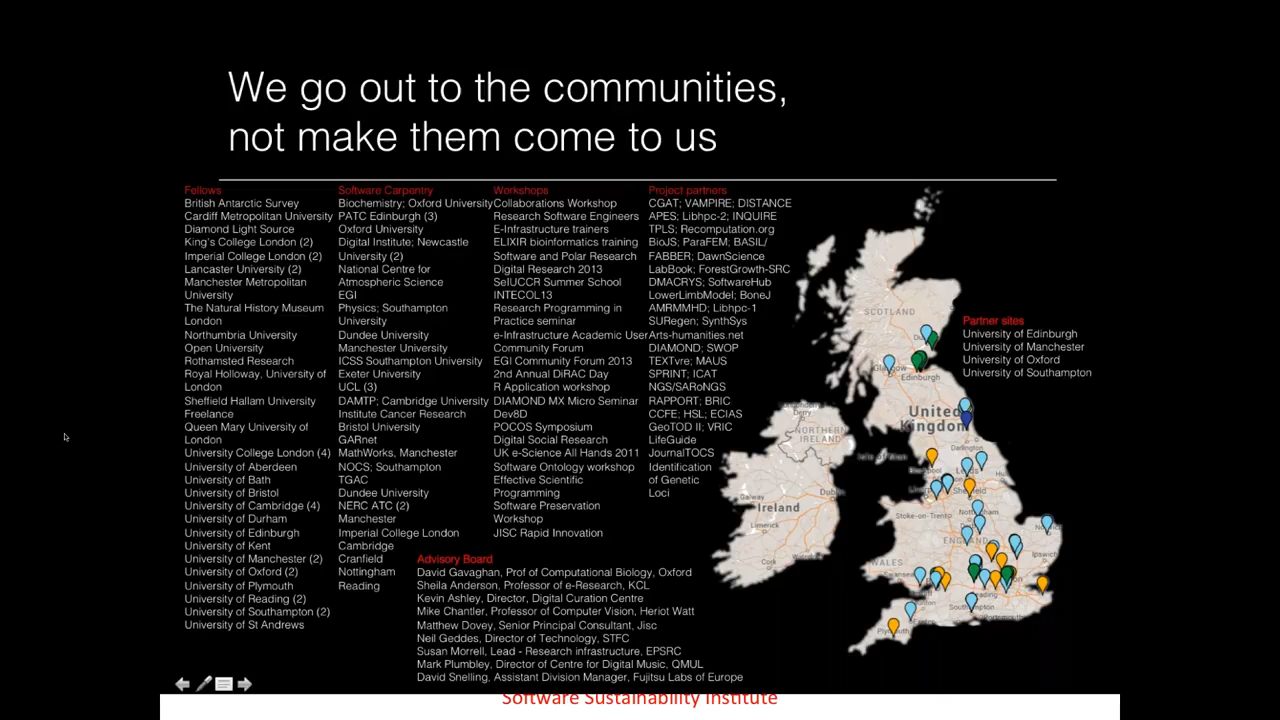 We go out to the communities,
not make them come to us
Fellows
British Antarctic Survey
Cardiff Metropolitan University
Diamond Light Source
King's College London (2)
Imperial College London (2)
Lancaster University (2)
Manchester Metropolitan
University
The Natural History Museum
London
Northumbria University
Open University
Rothamsted Research
Royal Holloway, University of
London
Sheffield Hallam University
Freelance
Queen Mary University of
London
University College London (4)
University of Aberdeen
University of Bath
University of Bristol
University of Cambridge (4)
University of Durham
University of Edinburgh
University of Kent
University of Manchester (2)
University of Oxford (2)
University of Plymouth
University of Reading (2)
University of Southampton (2)
University of St Andrews
Software Carpentry
Biochemistry; Oxford University
PATC Edinburgh (3)
Oxford University
Digital Institute; Newcastle
University (2)
National Centre for
Atmospheric Science
EGI
Physics; Southampton
University
Dundee University
Manchester University
ICSS Southampton University
Exeter University
UCL (3)
DAMTP; Cambridge University
Institute Cancer Research
Bristol University
GARnet
MathWorks, Manchester
NOCS; Southampton
TGAC
Dundee University
NERC ATC (2)
Manchester
Imperial College London
Cambridge
Cranfield
Nottingham
Reading
Workshops
Collaborations Workshop
Research Software Engineers
E-Infrastructure trainers
ELIXIR bioinformatics training
Software and Polar Research
Digital Research 2013
SeIUCCR Summer School
INTECOL13
Research Programming in
Practice seminar
e-Infrastructure Academic User
Community Forum
EGI Community Forum 2013
2nd Annual DiRAC Day
R Application workshop
DIAMOND MX Micro Seminar
Dev8D
POCOS Symposium
Digital Social Research
UK e-Science All Hands 2011
Software Ontology workshop
Effective Scientific
Programming
Software Preservation
Workshop
JISC Rapid Innovation
Project partners
CGAT; VAMPIRE; DISTANCE
APES; Libhpc-2; INQUIRE
TPLS; Recomputation.org
BioJS; ParaFEM; BASIL/
FABBER; DawnScience
LabBook; ForestGrowth-SRC
DMACRYS; SoftwareHub
LowerLimbModel; BoneJ
AMRMMHD; Libhpc-1
SURegen; SynthSys
Arts-humanities.net
DIAMOND; SWOP
TEXTvre; MAUS
SPRINT; ICAT
NGS/SARoNGS
RAPPORT; BRIC
CCFE; HSL; ECIAS
GeoTOD II; VRIC
LifeGuide
JournalTOCS
Identification
of Genetic
Loci
Advisory Board
David Gavaghan, Prof of Computational Biology, Oxford
Sheila Anderson, Professor of e-Research, KCL
Kevin Ashley, Director, Digital Curation Centre
Mike Chantler, Professor of Computer Vision, Heriot Watt
Matthew Dovey, Senior Principal Consultant, Jisc
Neil Geddes, Director of Technology, STFC
Susan Morrell, Lead - Research infrastructure, EPSRC
Mark Plumbley, Director of Centre for Digital Music, QMUL
David Snelling, Assistant Division Manager, Fujitsu Labs of Europe
Partner sites
University of Edinburgh
University of Manchester
University of Oxford
University of Southampton
SCOTLAND
Edinburgh
United
Kingdom
NORTHERN
IRELAND
Isle of Man
Darlington
Galway
Ireland
Limerick
Cork
Stoke-on-Trent
ENGLAND
WALES
Ipswich
Software Sustainability Institute